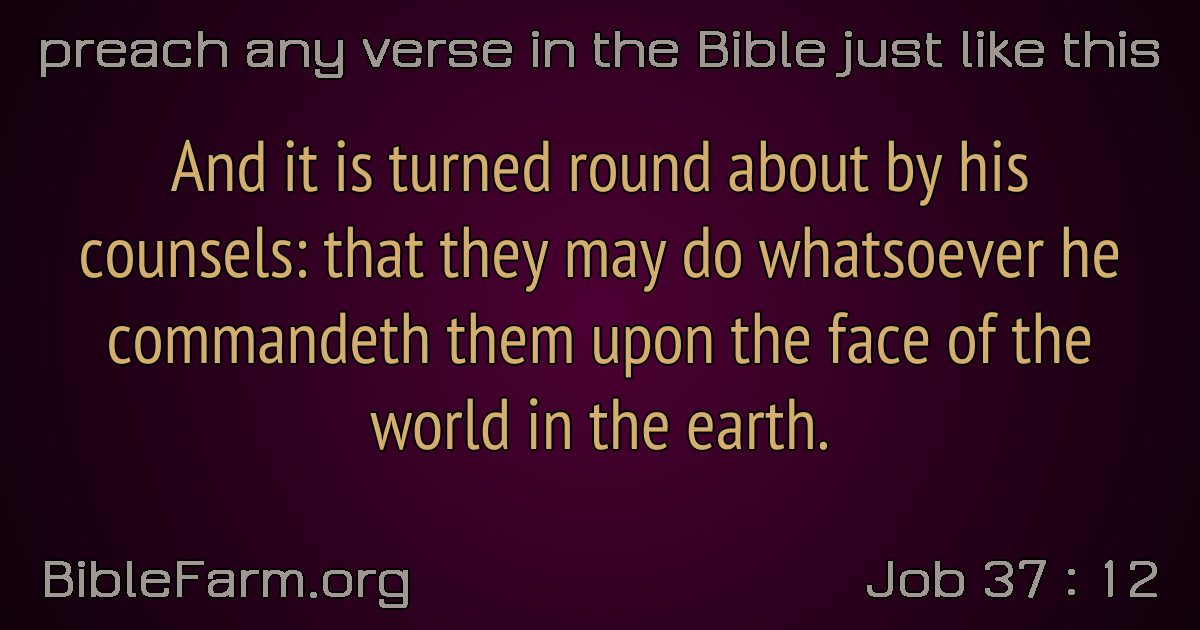 preach any verse in the Bible just like this
And it is turned round about by his
counsels: that they may do whatsoever he
commandeth them upon the face of the
world in the earth.
BibleFarm.org
Job 37 : 12